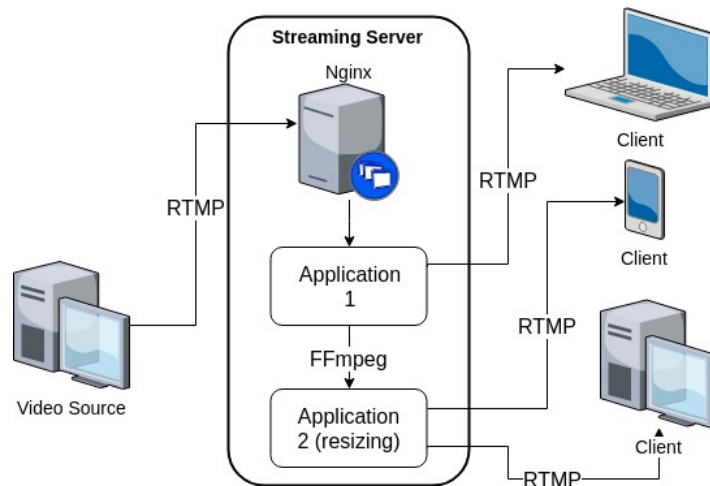 Streaming Server
Nginx
RTMP
RTMP
Client
Client
Application
1
RTMP
FFmpeg
Video Source
Application
2 (resizing)
Client
RTMP